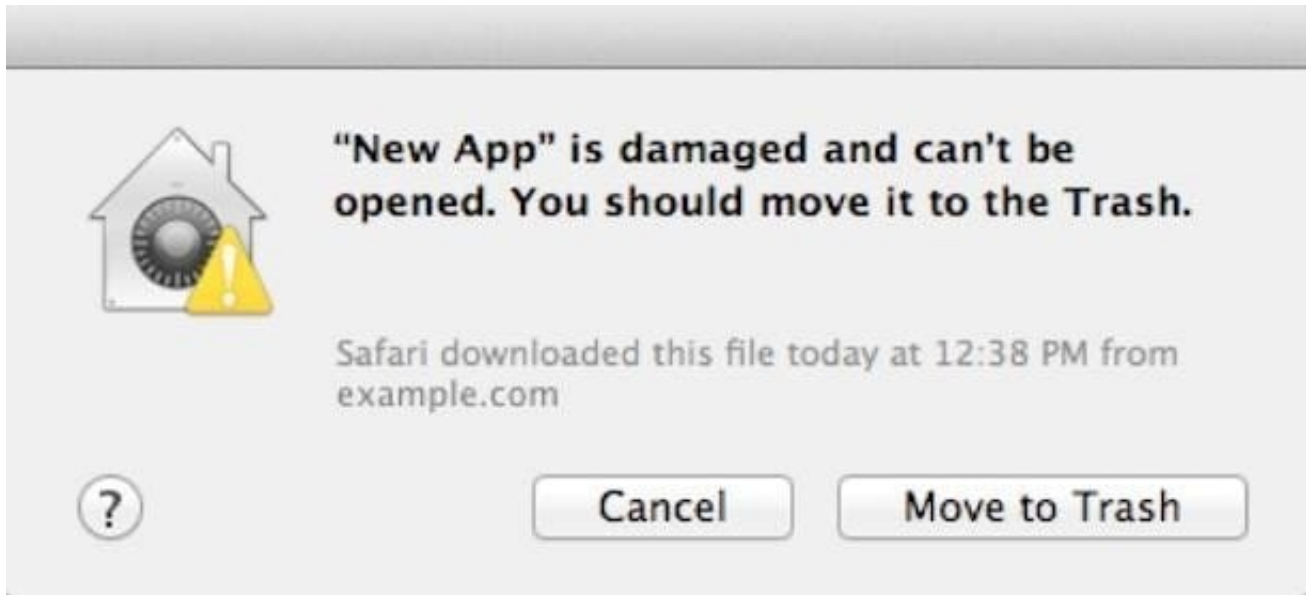 “New App” is damaged and can't be
opened. You should move it to the Trash.
Safari downloaded this file today at 12:38 PM from
example.com
?
Cancel
Move to Trash